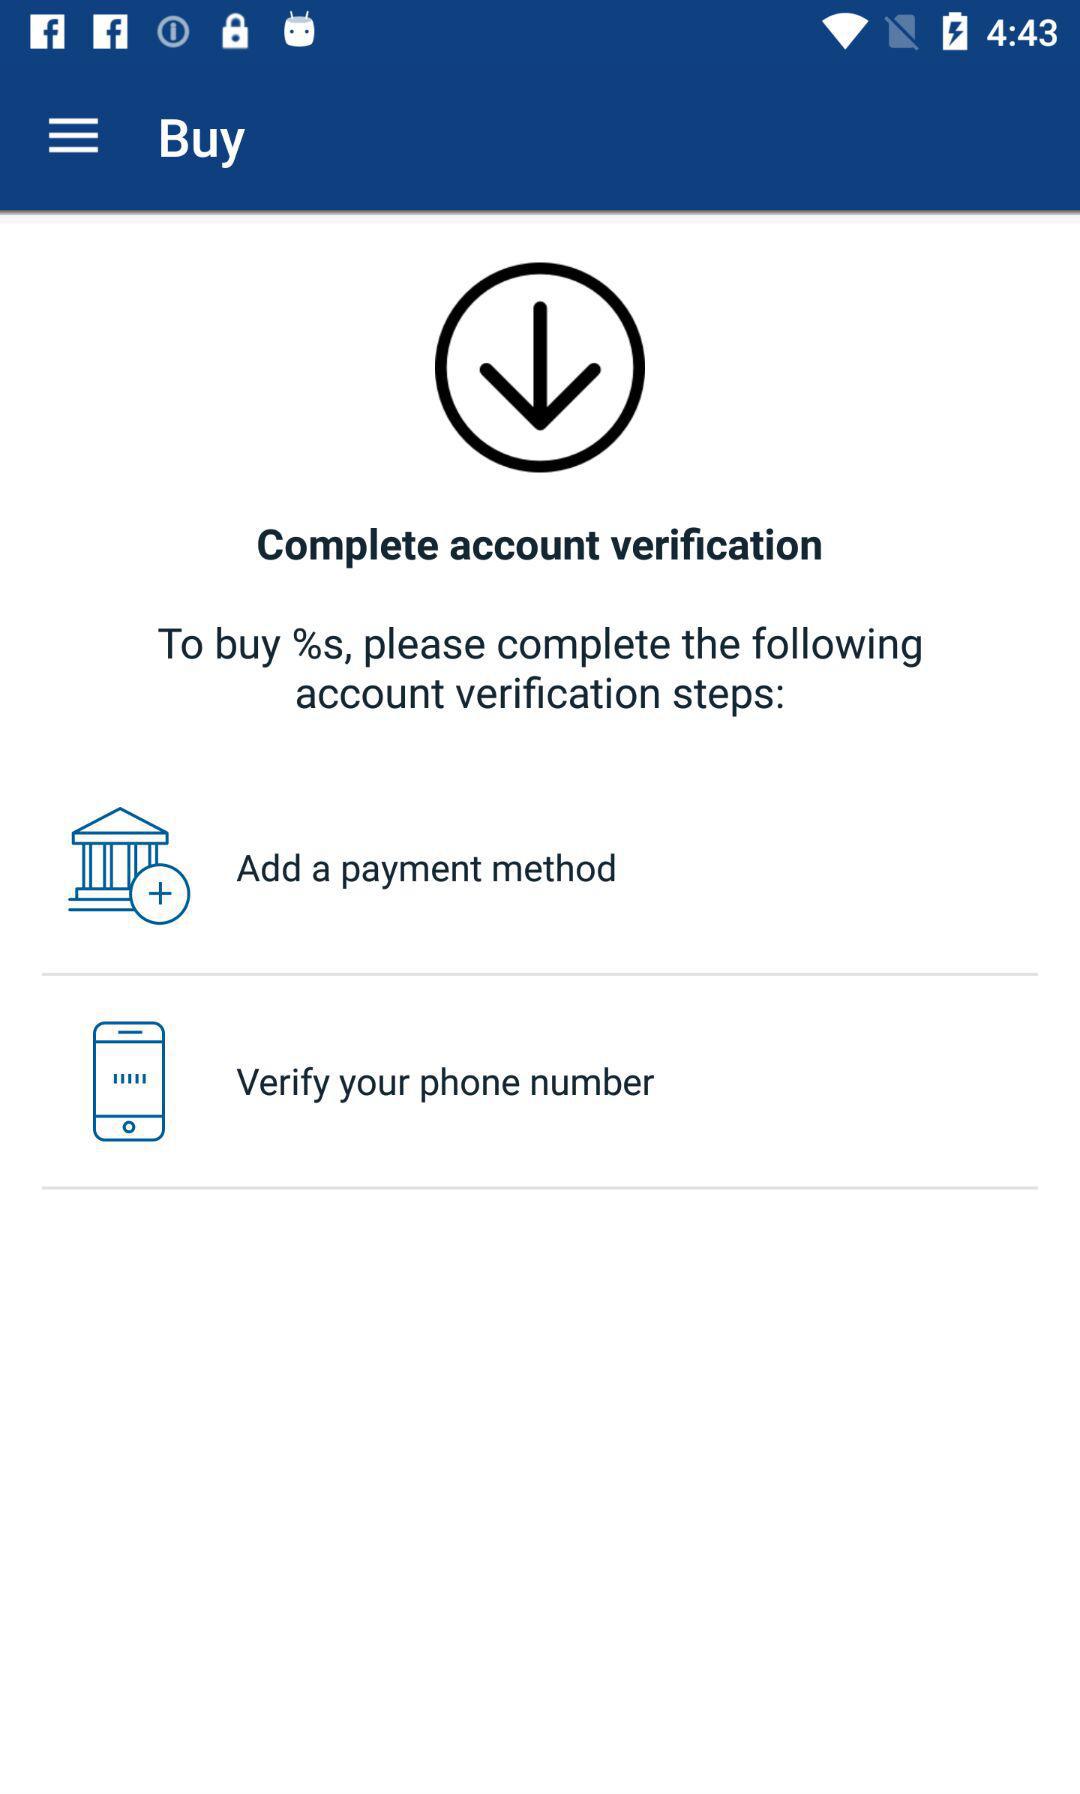 4:43
Buy
Complete account verification
To buy %s, please complete the following
account verification steps:
Add a payment method
Verify your phone number